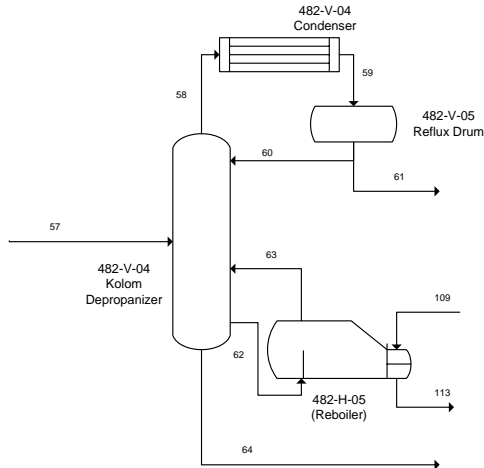 482-V-04
Condenser
58
59
482-V-05
Reflux Drum
60
61
57
482-V-04
Kolom
Depropanizer
63
109
62
482-H-05
(Reboiler)
113
64